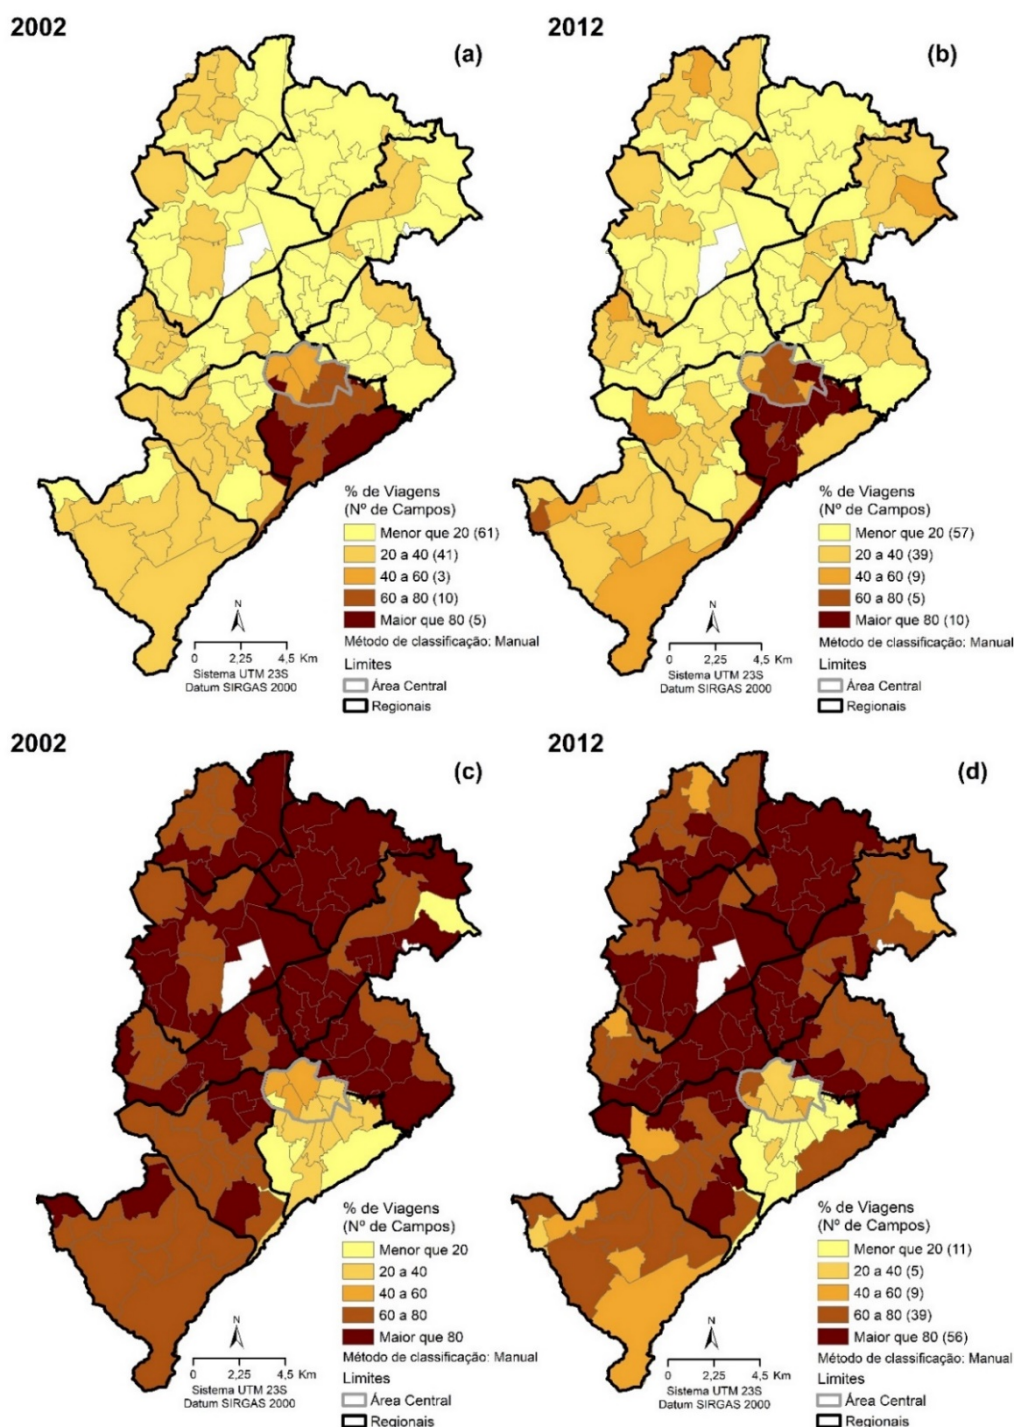 2002
(a)
N
0 2,25 4,5 Km
Sistema UTM 23S
Datum SIRGAS 2000
% de Viagens
(Nº de Campos)
Menor que 20 (61)
20 a 40 (41)
40 a 60 (3)
60 a 80 (10)
Maior que 80 (5)
Método de classificação: Manual
Limites
Área Central
Regionais
2012
(b)
N
0 2,25 4,5 Km
Sistema UTM 23S
Datum SIRGAS 2000
% de Viagens
(Nº de Campos)
Menor que 20 (57)
20 a 40 (39)
40 a 60 (9)
60 a 80 (5)
Maior que 80 (10)
Método de classificação: Manual
Limites
Área Central
Regionais
2002
(c)
N
0 2,25 4,5 Km
Sistema UTM 23S
Datum SIRGAS 2000
% de Viagens
(Nº de Campos)
Menor que 20
20 a 40
40 a 60
60 a 80
Maior que 80
Método de classificação: Manual
Limites
Área Central
Regionais
2012
(d)
N
0 2,25 4,5 Km
Sistema UTM 23S
Datum SIRGAS 2000
% de Viagens
(Nº de Campos)
Menor que 20 (11)
20 a 40 (5)
40 a 60 (9)
60 a 80 (39)
Maior que 80 (56)
Método de classificação: Manual
Limites
Área Central
Regionais